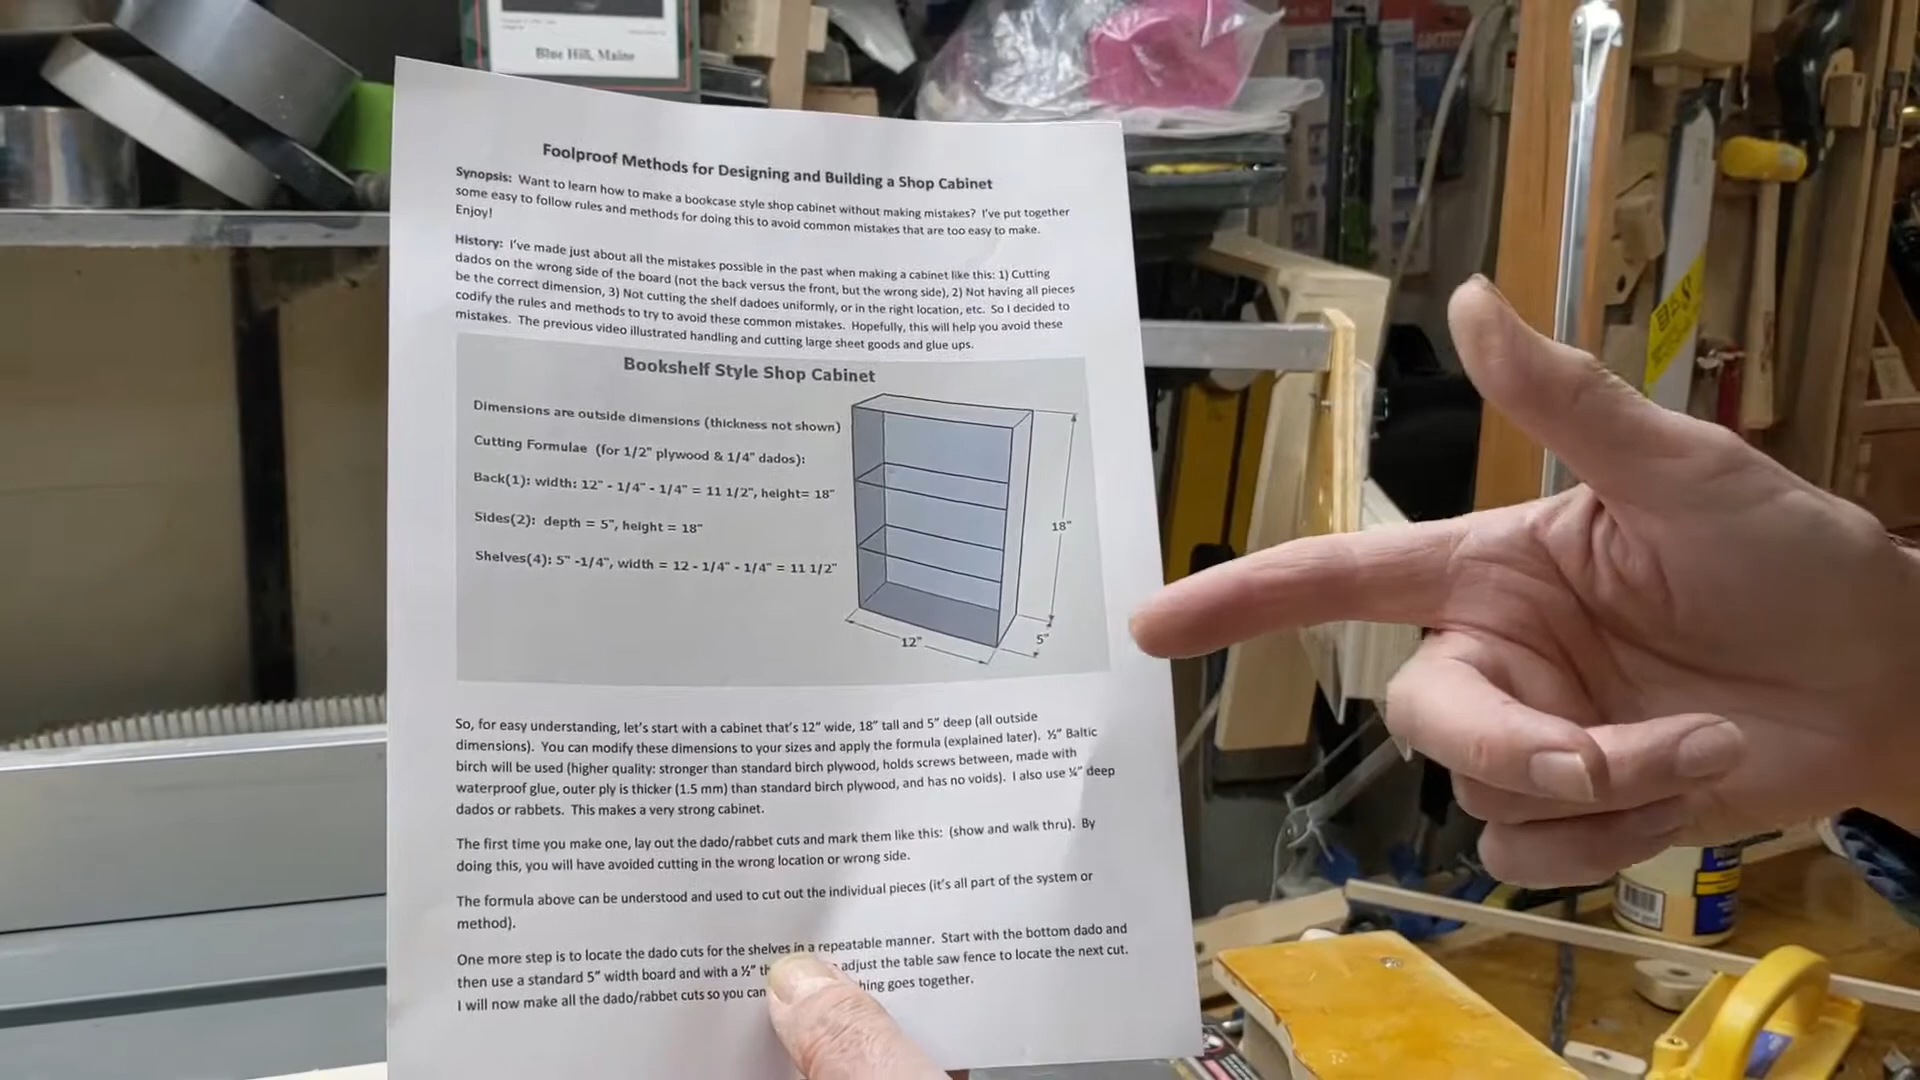 Blue Hill, Maine
Foolproof Methods for Designing and Building a Shop Cabinet
Synopsis: Want to learn how to make a bookcase style shop cabinet without making mistakes? I've put together
some easy to follow rules and methods for doing this to avoid common mistakes that are too easy to make.
Enjoy!
History: I've made just about all the mistakes possible in the past when making a cabinet like this: 1) Cutting
dados on the wrong side of the board (not the back versus the front, but the wrong side), 2) Not having all pieces
be the correct dimension, 3) Not cutting the shelf dadoes uniformly, or in the right location, etc. So I decided to
codify the rules and methods to try to avoid these common mistakes. Hopefully, this will help you avoid these
mistakes. The previous video illustrated handling and cutting large sheet goods and glue ups.
Bookshelf Style Shop Cabinet
Dimensions are outside dimensions (thickness not shown)
Cutting Formulae (for 1/2" plywood & 1/4" dados):
Back(1): width: 12" - 1/4" - 1/4" = 11 1/2", height= 18"
Sides(2): depth = 5", height = 18"
Shelves(4): 5" -1/4", width = 12 - 1/4" - 1/4" = 11 1/2"
18"
5"
12"
So, for easy understanding, let's start with a cabinet that's 12" wide, 18" tall and 5" deep (all outside
dimensions). You can modify these dimensions to your sizes and apply the formula (explained later). ½" Baltic
birch will be used (higher quality: stronger than standard birch plywood, holds screws between, made with
waterproof glue, outer ply is thicker (1.5 mm) than standard birch plywood, and has no voids). I also use ¼" deep
dados or rabbets. This makes a very strong cabinet.
The first time you make one, lay out the dado/rabbet cuts and mark them like this: (show and walk thru). By
doing this, you will have avoided cutting in the wrong location or wrong side.
The formula above can be understood and used to cut out the individual pieces (it's all part of the system or
method).
One more step is to locate the dado cuts for the shelves in a repeatable manner. Start with the bottom dado and
then use a standard 5" width board and with a ½" adjust the table saw fence to locate the next cut.
I will now make all the dado/rabbet cuts so you can goes together.